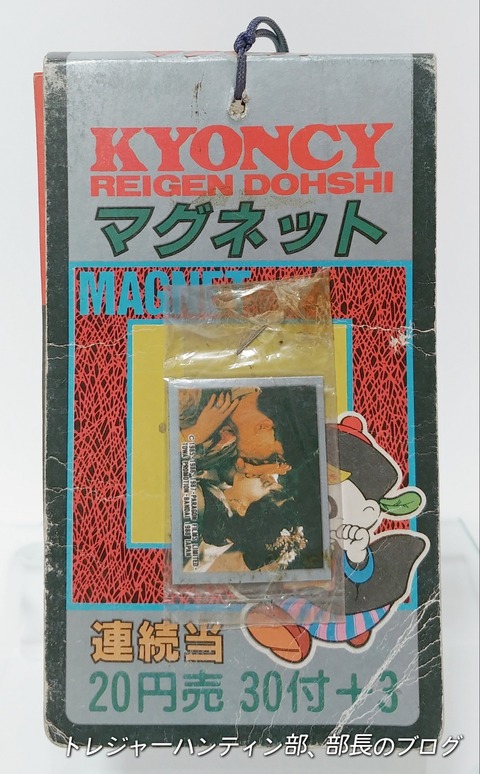 KYONCY
REIGEN DOHSHI
マグネット
MAGNET
連続当
20円売 30付+3
トレジャーハンティン部、部長のブログ